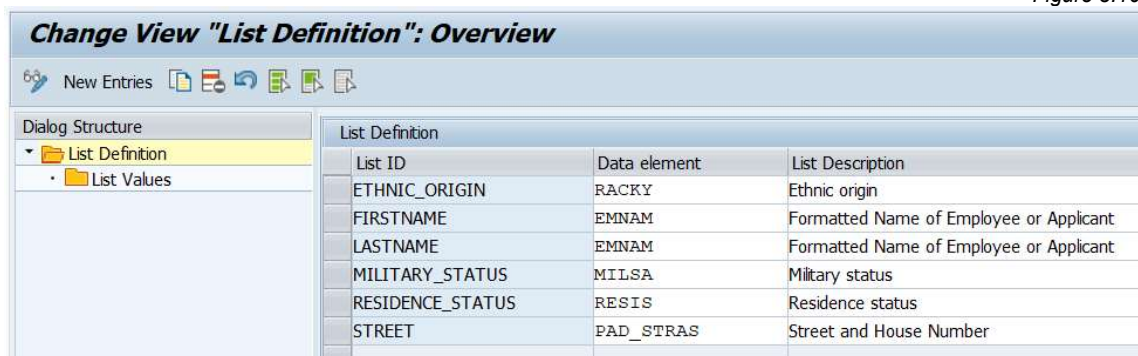 Change View "List Definition": Overview
New Entries
Dialog Structure
List Definition
List Values
List Definition
List ID Data element List Description
ETHNIC_ORIGIN RACKY Ethnic origin
FIRSTNAME EMNAM Formatted Name of Employee or Applicant
LASTNAME EMNAM Formatted Name of Employee or Applicant
MILITARY_STATUS MILSA Military status
RESIDENCE_STATUS RESIS Residence status
STREET PAD_STRAS Street and House Number